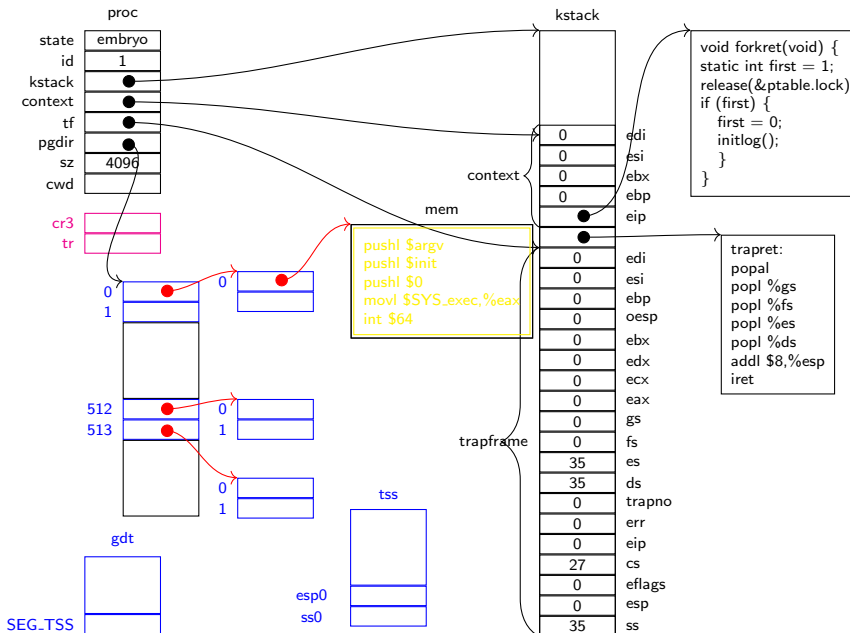 proc
state embryo
id 1
kstack
context
tf
pgdir
sz 4096
cwd
cr3
tr
0
1
512
513
0
0
1
0
1
gdt
SEG_TSS
mem
pushl $argv
pushl $init
pushl $0
movl $SYS_exec,%eax
int $64
tss
esp0
ss0
kstack
context
0 edi
0 esi
0 ebx
0 ebp
eip
trapframe
0 edi
0 esi
0 ebp
0 oesp
0 ebx
0 edx
0 ecx
0 eax
0 gs
0 fs
35 es
35 ds
0 trapno
0 err
0 eip
27 cs
0 eflags
0 esp
35 ss
void forkret(void) {
static int first = 1;
release(&ptable.lock)
if (first) {
first = 0;
initlog();
}
}
trapret:
popal
popl %gs
popl %fs
popl %es
popl %ds
addl $8,%esp
iret